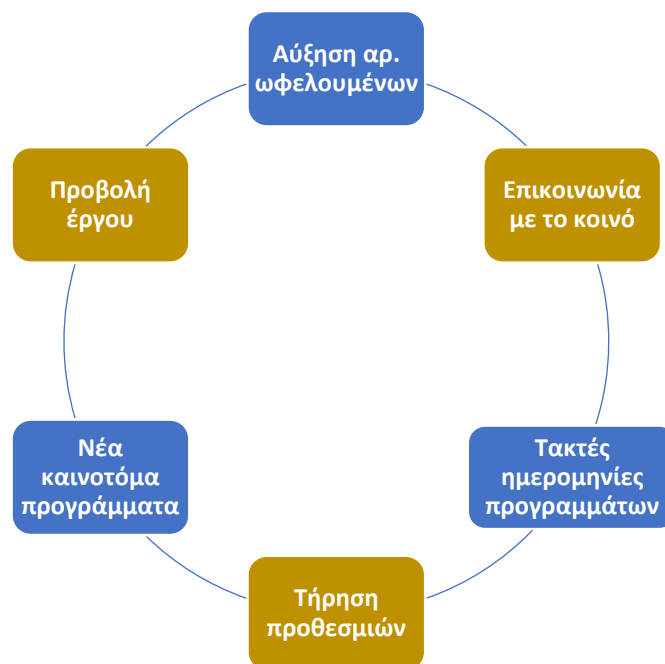 Αύξηση αρ.
ωφελουμένων
Επικοινωνία
με το κοινό
Τακτές
ημερομηνίες
προγραμμάτων
Τήρηση
προθεσμιών
Νέα
καινοτόμα
προγράμματα
Προβολή
έργου